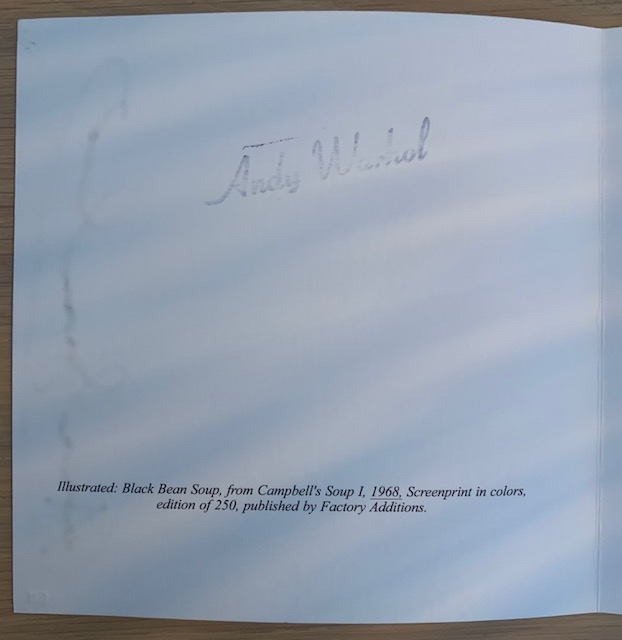 Andy Warhol
Illustrated: Black Bean Soup, from Campbell's Soup I, 1968, Screenprint in colors,
edition of 250, published by Factory Additions.